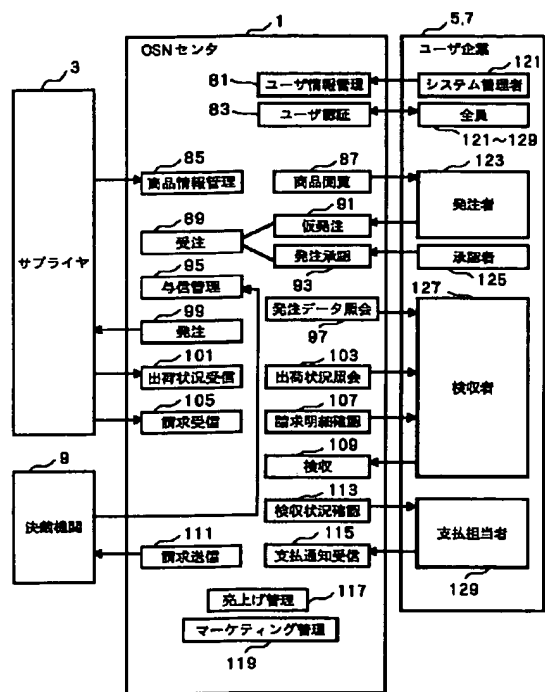 1
5,7
OSNセンタ
ユーザ企業
3
81
ユーザ情報管理
121
システム管理者
83
ユーザ認証
全員
121〜129
85
商品情報管理
87
商品閲覧
123
発注者
サプライヤ
89
受注
91
仮発注
発注承認
93
承認者
125
95
与信管理
発注データ照会
97
127
検収者
99
発注
101
出荷状況受信
103
出荷状況照会
105
請求受信
107
請求明細確認
109
検収
9
決裁機関
113
検収状況確認
支払担当者
129
111
請求送信
115
支払通知受信
売上げ管理
117
マーケティング管理
119